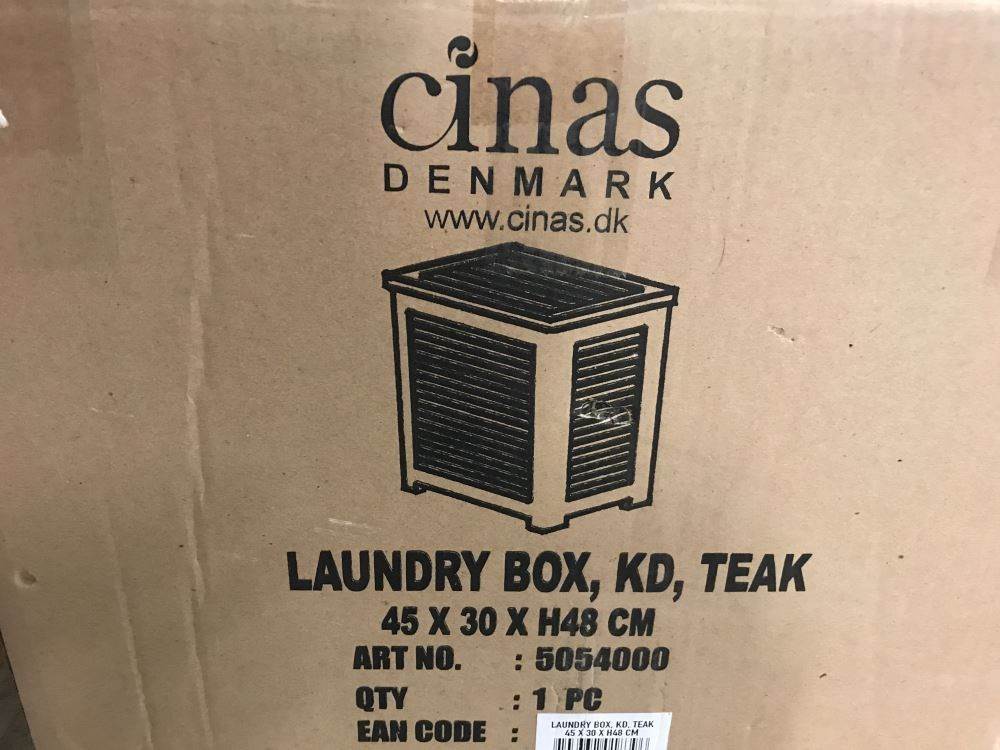 cinas
DENMARK
www.cinas.dk
LAUNDRY BOX, KD, TEAK
45 X 30 X H48 CM
ART NO. : 5054000
QTY : 1 PC
EAN CODE :
LAUNDRY BOX, KD, TEAK
45 X 30 X H48 CM